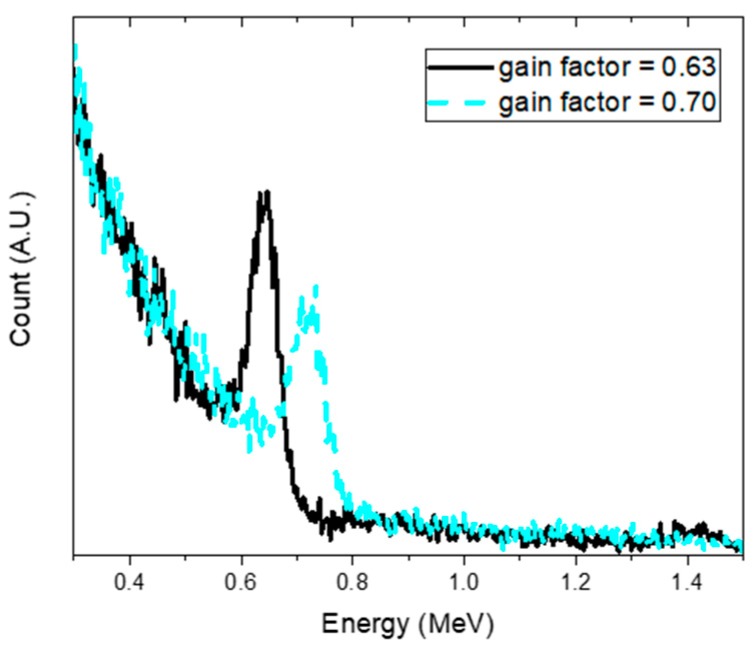 gain factor = 0.63
gain factor = 0.70
Count (A.U.)
0.4 0.6 0.8 1.0 1.2 1.4
Energy (MeV)